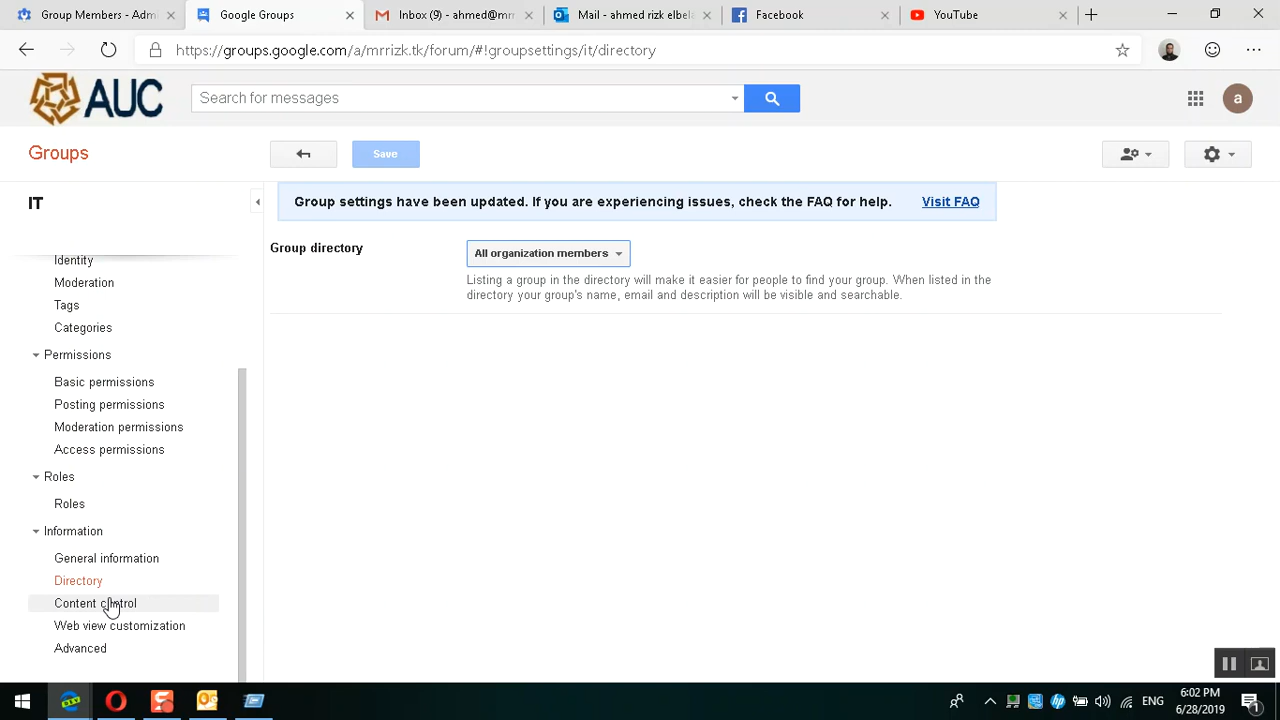 Group Members - Adm
Google Groups
Inbox (9) - ahmed@mr
Mail - ahmed rizk elbela
Facebook
YouTube
https://groups.google.com/a/mrrizk.tk/forum/#!groupsettings/it/directory
AUC
Search for messages
a
Groups
Save
IT
Group settings have been updated. If you are experiencing issues, check the FAQ for help. Visit FAQ
Group directory
All organization members
Listing a group in the directory will make it easier for people to find your group. When listed in the
directory your group's name, email and description will be visible and searchable.
Identity
Moderation
Tags
Categories
Permissions
Basic permissions
Posting permissions
Moderation permissions
Access permissions
Roles
Roles
Information
General information
Directory
Content control
Web view customization
Advanced
ENG
6:02 PM
6/28/2019